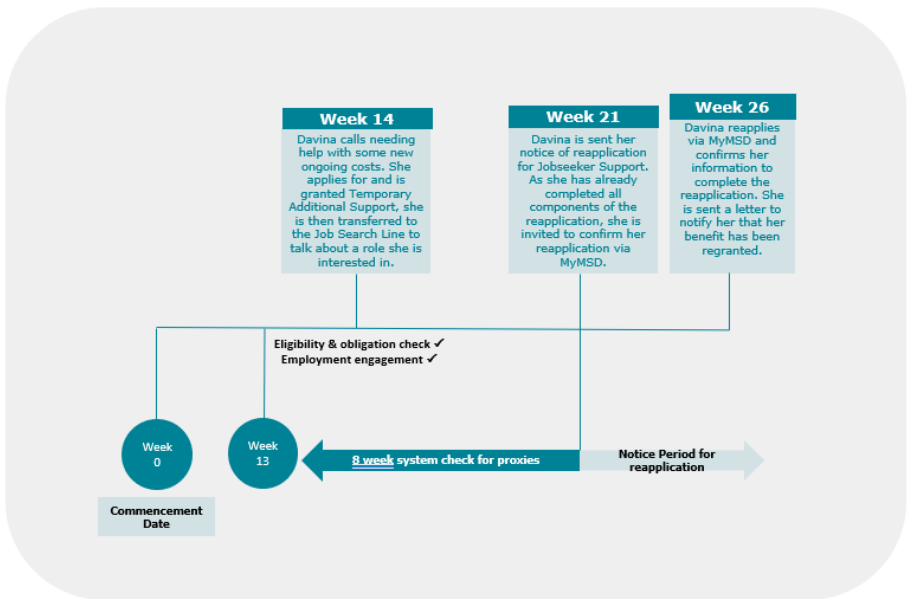 Week 14
Davina calls needing
help with some new
ongoing costs. She
applies for and is
granted Temporary
Additional Support, she
is then transferred to
the Job Search Line to
talk about a role she is
interested in.
Week 21
Davina is sent her
notice of reapplication
for Jobseeker Support.
As she has already
completed all
components of the
reapplication, she is
invited to confirm her
reapplication via
MyMSD.
Week 26
Davina reapplies
via MyMSD and
confirms her
information to
complete the
reapplication. She
is sent a letter to
notify her that her
benefit has been
regranted.
Eligibility & obligation check ✓
Employment engagement ✓
Week
0
Week
13
8 week system check for proxies
Notice Period for
reapplication
Commencement
Date